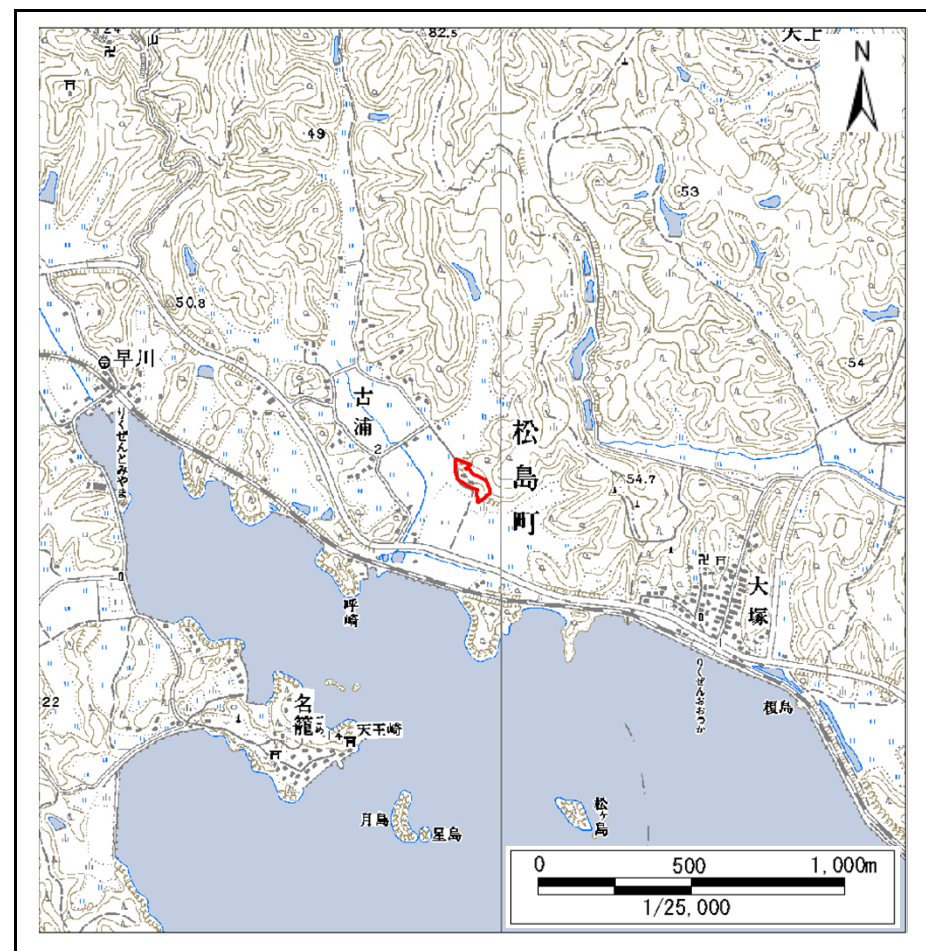 24
82.5
N
49
53
50.8
早川
54
古浦
りくぜんとみやま
2
松島町
54.7
大塚
呼崎
りくぜんおおつか
22
名籠
榎島
天王崎
14
月島
星島
松ヶ島
0 500 1,000m
1/25,000